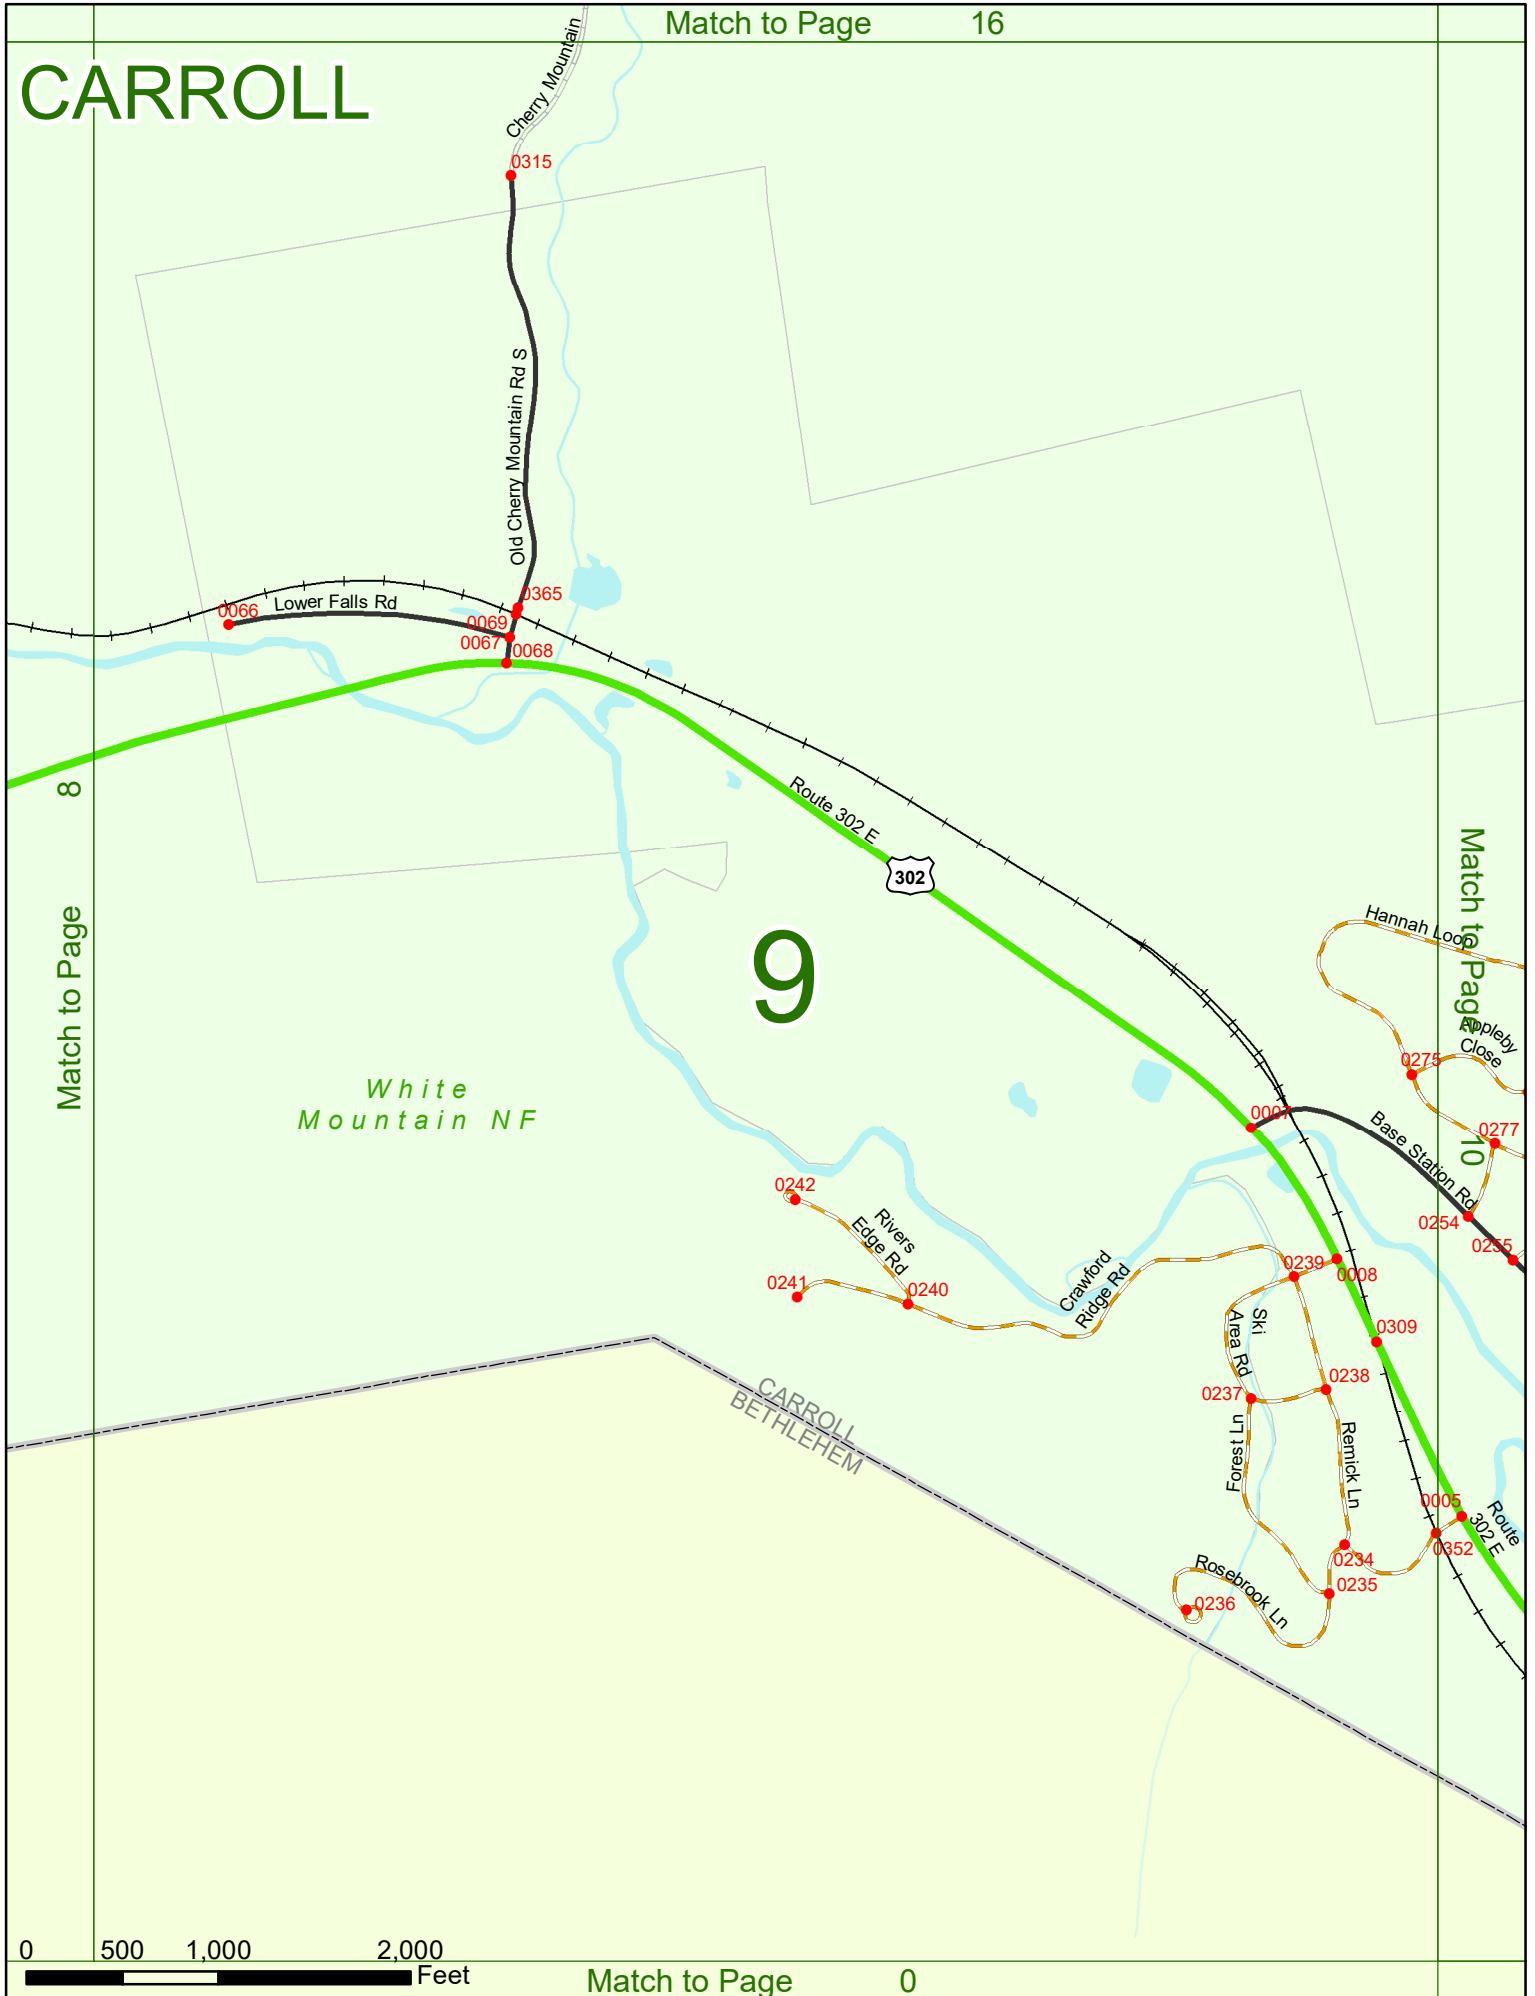 Match to Page 16
CARROLL
Cherry Mountain
0315
Old Cherry Mountain Rd S
0365
0066
Lower Falls Rd
0069
0067
0068
8
Match to Page
Route 302 E
302
9
Match to Page
10
Hannah Loop
Appleby
Close
0275
White
Mountain NF
0007
Base Station Rd
0277
0242
Rivers
Edge Rd
0254
0255
0241
0240
Crawford
Ridge Rd
0239
0008
Ski
Area Rd
0309
0238
0237
CARROLL
BETHLEHEM
Forest Ln
Remick Ln
0005
Route
302 E
0352
0234
Rosebrook Ln
0235
0236
0 500 1,000 2,000
Feet
Match to Page 0